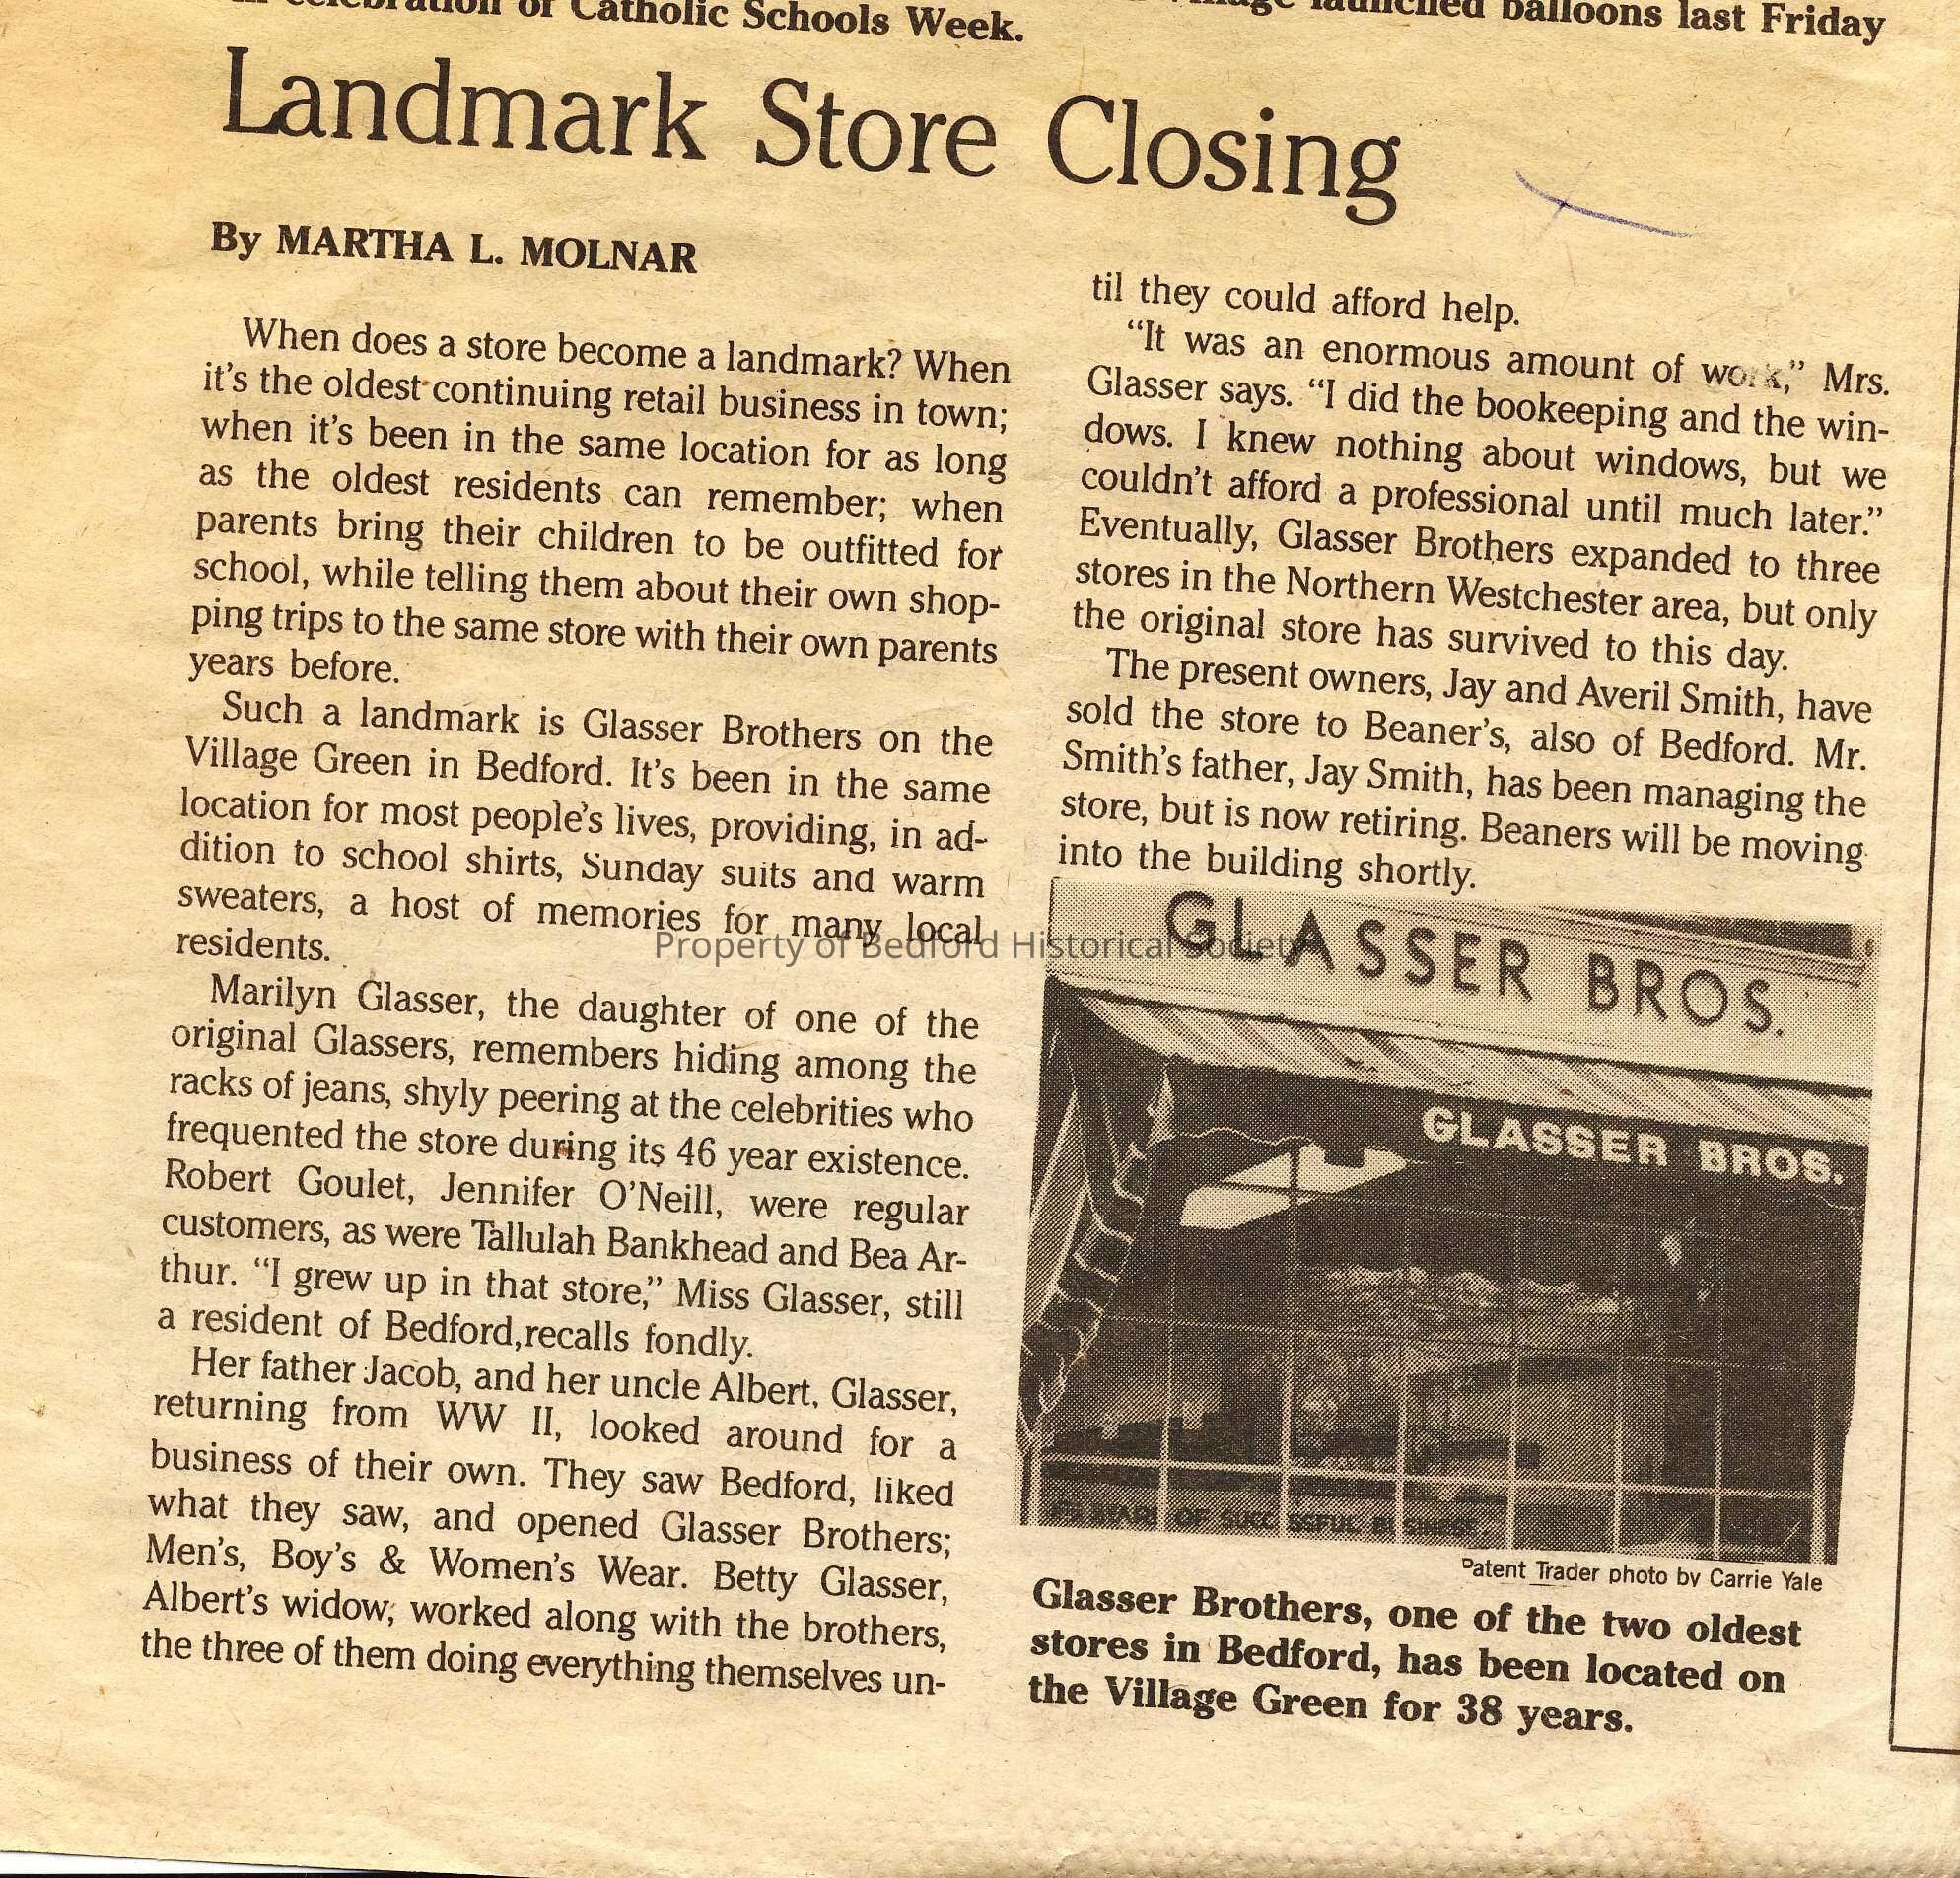 in celebration of Catholic Schools Week.
launched balloons last Friday
Landmark Store Closing
By MARTHA L. MOLNAR
When does a store become a landmark? When
it's the oldest continuing retail business in town;
when it's been in the same location for as long
as the oldest residents can remember; when
parents bring their children to be outfitted for
school, while telling them about their own shop-
ping trips to the same store with their own parents
years before.
Such a landmark is Glasser Brothers on the
Village Green in Bedford. It's been in the same
location for most people's lives, providing, in ad-
dition to school shirts, Sunday suits and warm
sweaters, a host of memories for many local
residents.
Marilyn Glasser, the daughter of one of the
original Glassers, remembers hiding among the
racks of jeans, shyly peering at the celebrities who
frequented the store during its 46 year existence.
Robert Goulet, Jennifer O'Neill, were regular
customers, as were Tallulah Bankhead and Bea Ar-
thur. "I grew up in that store," Miss Glasser, still
a resident of Bedford,recalls fondly.
Her father Jacob, and her uncle Albert, Glasser,
returning from WW II, looked around for a
business of their own. They saw Bedford, liked
what they saw, and opened Glasser Brothers;
Men's, Boy's & Women's Wear. Betty Glasser,
Albert's widow, worked along with the brothers,
the three of them doing everything themselves un-
til they could afford help.
"It was an enormous amount of work," Mrs.
Glasser says. "I did the bookeeping and the win-
dows. I knew nothing about windows, but we
couldn't afford a professional until much later."
Eventually, Glasser Brothers expanded to three
stores in the Northern Westchester area, but only
the original store has survived to this day.
The present owners, Jay and Averil Smith, have
sold the store to Beaner's, also of Bedford. Mr.
Smith's father, Jay Smith, has been managing the
store, but is now retiring. Beaners will be moving
into the building shortly.
Property of Bedford Historical Society
GLASSER BROS.
GLASSER BROS.
OF SUCCESSFUL BUSINESS
Patent Trader photo by Carrie Yale
Glasser Brothers, one of the two oldest
stores in Bedford, has been located on
the Village Green for 38 years.